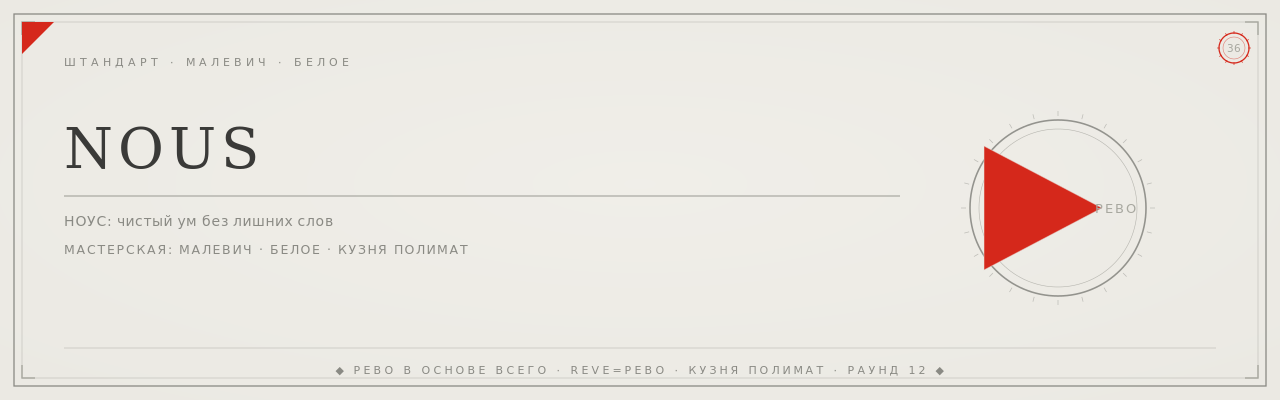 ШТАНДАРТ · МАЛЕВИЧ · БЕЛОЕ
36
NOUS
НОУС: чистый ум без лишних слов
МАСТЕРСКАЯ: МАЛЕВИЧ · БЕЛОЕ · КУЗНЯ ПОЛИМАТ
РЕВО
◆ РЕВО В ОСНОВЕ ВСЕГО · REVE=РЕВО · КУЗНЯ ПОЛИМАТ · РАУНД 12 ◆